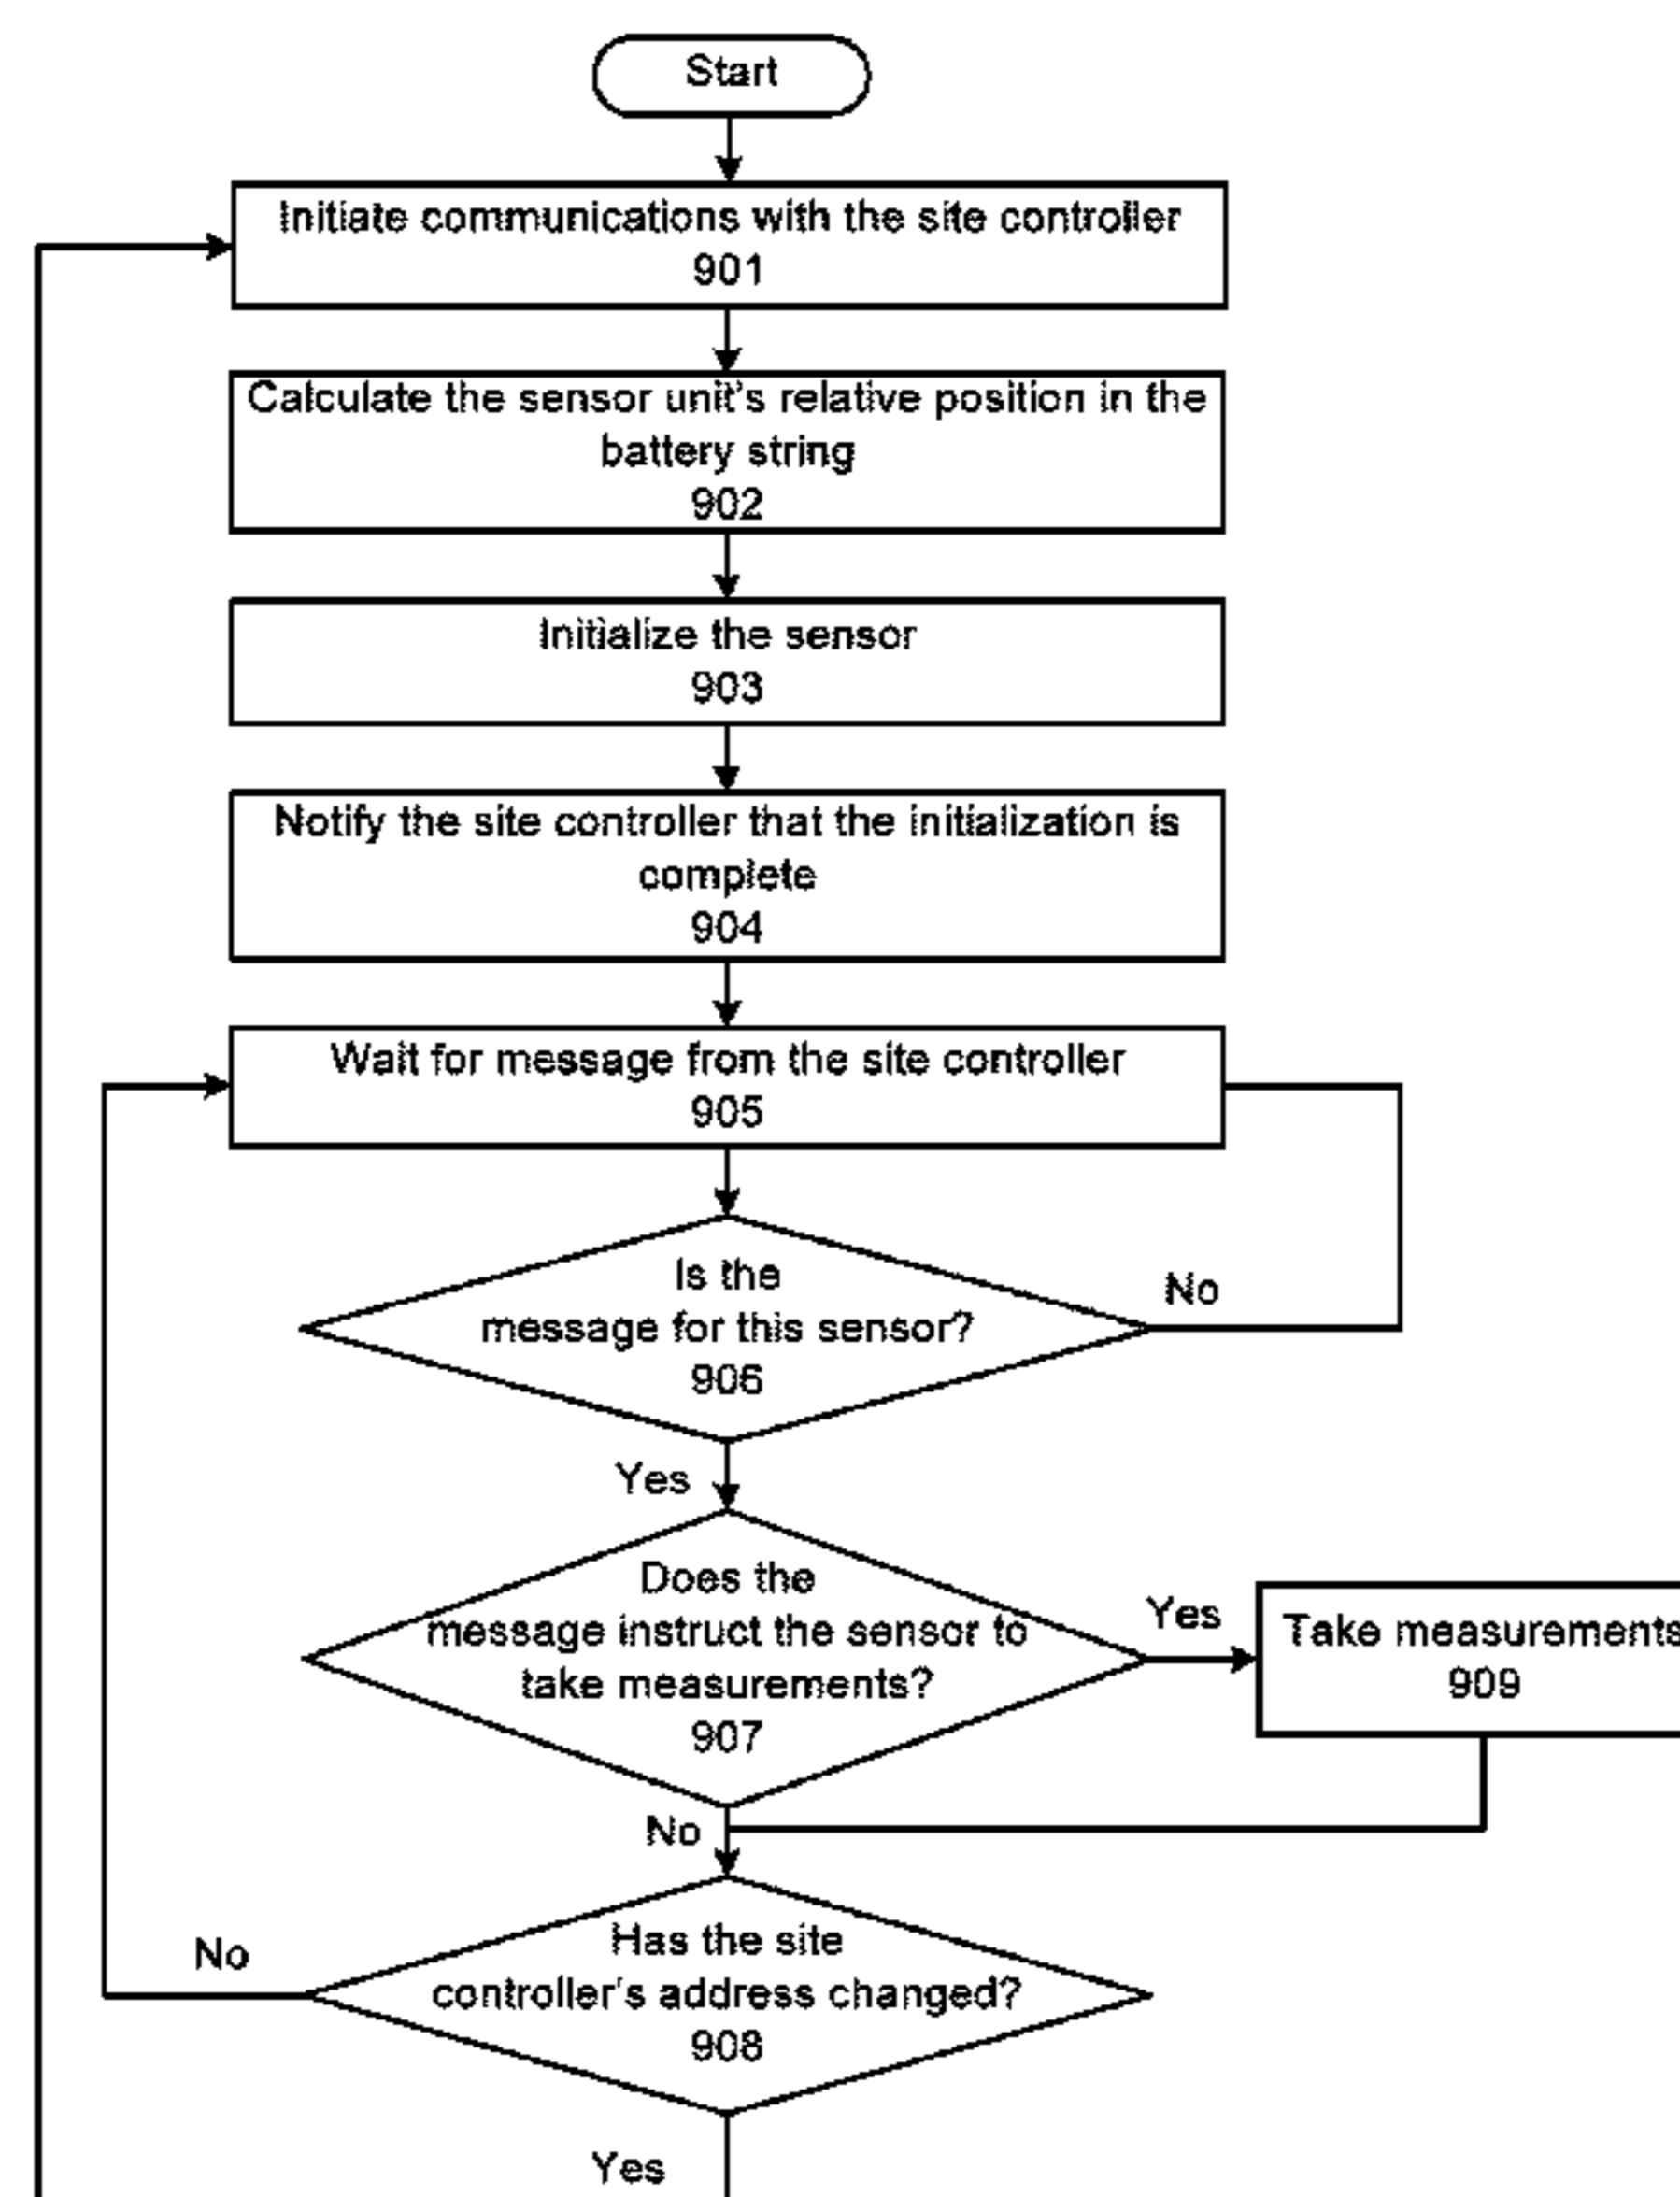 Start
Initiate communications with the site controller
901
Calculate the sensor unit's relative position in the
battery string
902
Initialize the sensor
903
Notify the site controller that the initialization is
complete
904
Wait for message from the site controller
905
Is the
message for this sensor?
906
No
Yes
Does the
message instruct the sensor to
take measurements?
907
Yes
Take measurements
909
No
Has the site
controller's address changed?
908
No
Yes